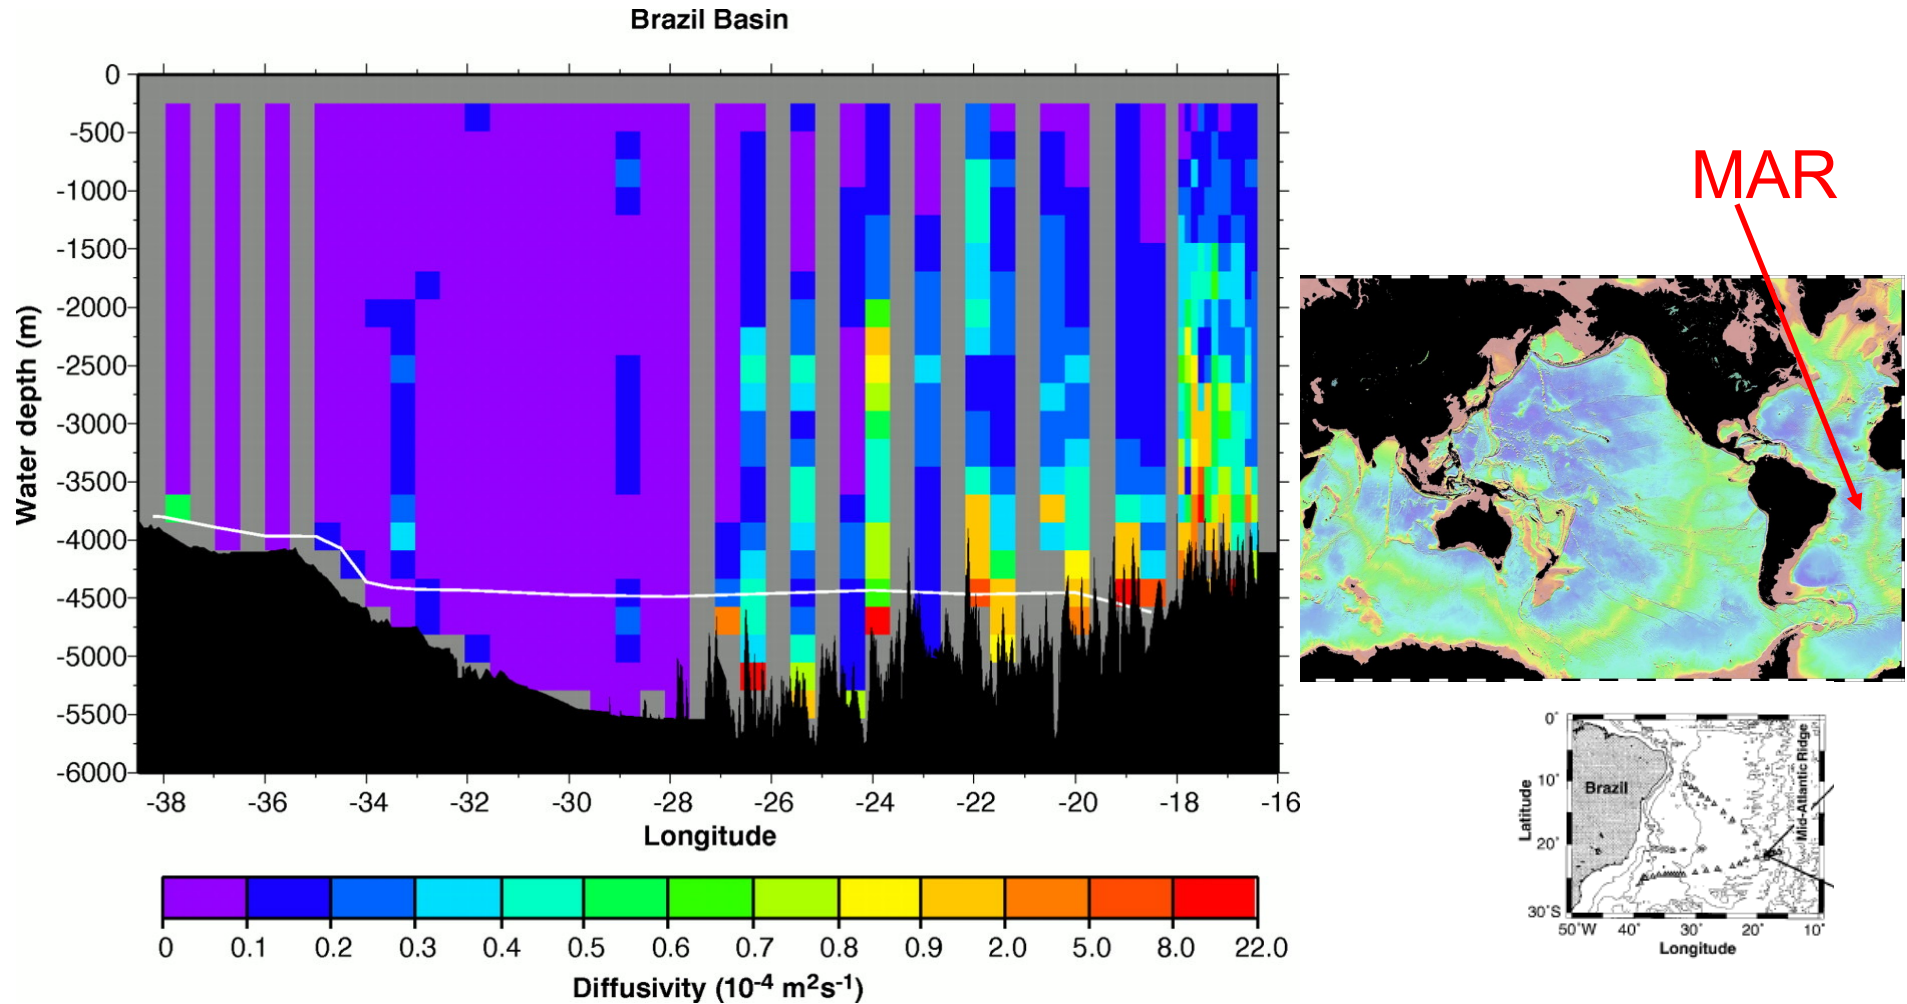 Brazil Basin
0
-500
-1000
-1500
-2000
-2500
-3000
-3500
-4000
-4500
-5000
-5500
-6000
Water depth (m)
-38 -36 -34 -32 -30 -28 -26 -24 -22 -20 -18 -16
Longitude
0 0.1 0.2 0.3 0.4 0.5 0.6 0.7 0.8 0.9 2.0 5.0 8.0 22.0
Diffusivity (10-4 m2s-1)
MAR
0°
10°
20°
30°S
Latitude
Brazil
Mid-Atlantic Ridge
50°W 40° 30° 20° 10°
Longitude